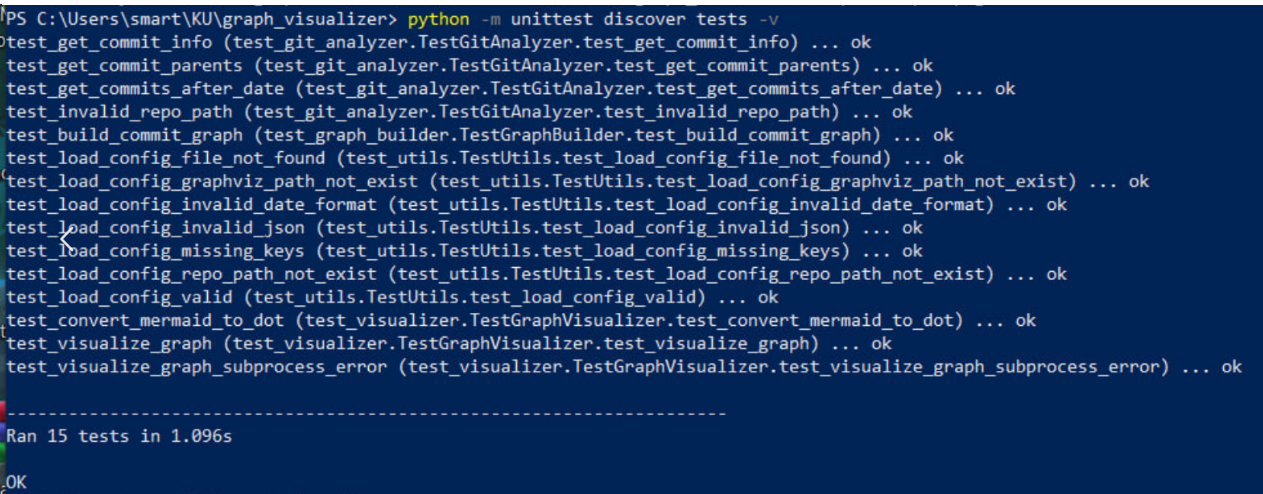 PS C:\Users\smart\KU\graph_visualizer> python -m unittest discover tests -v
test_get_commit_info (test_git_analyzer.TestGitAnalyzer.test_get_commit_info) ... ok
test_get_commit_parents (test_git_analyzer.TestGitAnalyzer.test_get_commit_parents) ... ok
test_get_commits_after_date (test_git_analyzer.TestGitAnalyzer.test_get_commits_after_date) ... ok
test_invalid_repo_path (test_git_analyzer.TestGitAnalyzer.test_invalid_repo_path) ... ok
test_build_commit_graph (test_graph_builder.TestGraphBuilder.test_build_commit_graph) ... ok
test_load_config_file_not_found (test_utils.TestUtils.test_load_config_file_not_found) ... ok
test_load_config_graphviz_path_not_exist (test_utils.TestUtils.test_load_config_graphviz_path_not_exist) ... ok
test_load_config_invalid_date_format (test_utils.TestUtils.test_load_config_invalid_date_format) ... ok
test_load_config_invalid_json (test_utils.TestUtils.test_load_config_invalid_json) ... ok
test_load_config_missing_keys (test_utils.TestUtils.test_load_config_missing_keys) ... ok
test_load_config_repo_path_not_exist (test_utils.TestUtils.test_load_config_repo_path_not_exist) ... ok
test_load_config_valid (test_utils.TestUtils.test_load_config_valid) ... ok
test_convert_mermaid_to_dot (test_visualizer.TestGraphVisualizer.test_convert_mermaid_to_dot) ... ok
test_visualize_graph (test_visualizer.TestGraphVisualizer.test_visualize_graph) ... ok
test_visualize_graph_subprocess_error (test_visualizer.TestGraphVisualizer.test_visualize_graph_subprocess_error) ... ok
----------------------------------------------------------------------
Ran 15 tests in 1.096s
OK